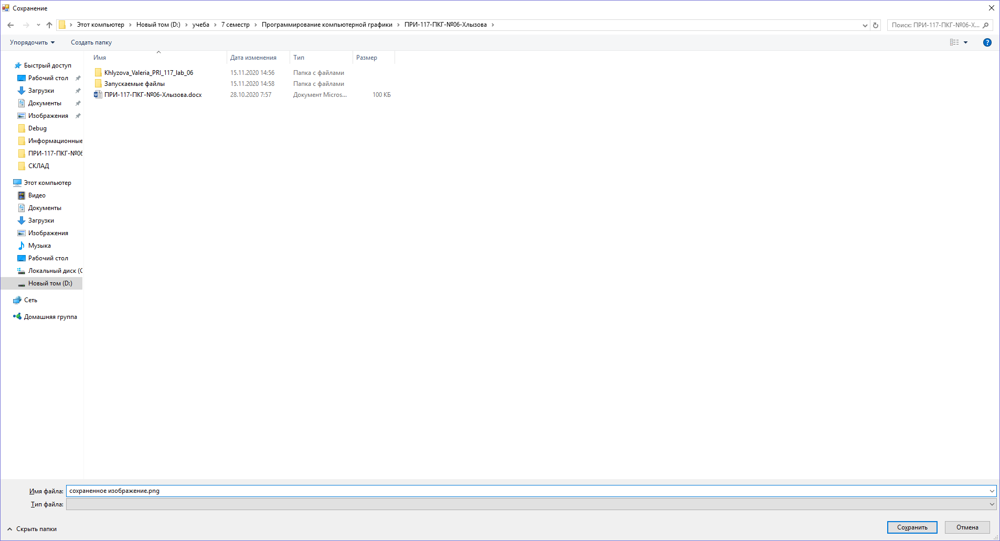 Сохранение
Этот компьютер › Новый том (D:) › учеба › 7 семестр › Программирование компьютерной графики › ПРИ-117-ПКГ-№06-Хлызова ›
Поиск: ПРИ-117-ПКГ-№06-Х...
Упорядочить
Создать папку
Имя Дата изменения Тип Размер
Khlyzova_Valeria_PRI_117_lab_06 15.11.2020 14:56 Папка с файлами
Запускаемые файлы 15.11.2020 14:58 Папка с файлами
ПРИ-117-ПКГ-№06-Хлызова.docx 28.10.2020 7:57 Документ Micros... 100 КБ
Быстрый доступ
Рабочий стол
Загрузки
Документы
Изображения
Debug
Информационные
ПРИ-117-ПКГ-№06
СКЛАД
Этот компьютер
Видео
Документы
Загрузки
Изображения
Музыка
Рабочий стол
Локальный диск (C
Новый том (D:)
Сеть
Домашняя группа
Имя файла: сохраненное изображение.png
Тип файла:
Скрыть папки
Сохранить
Отмена